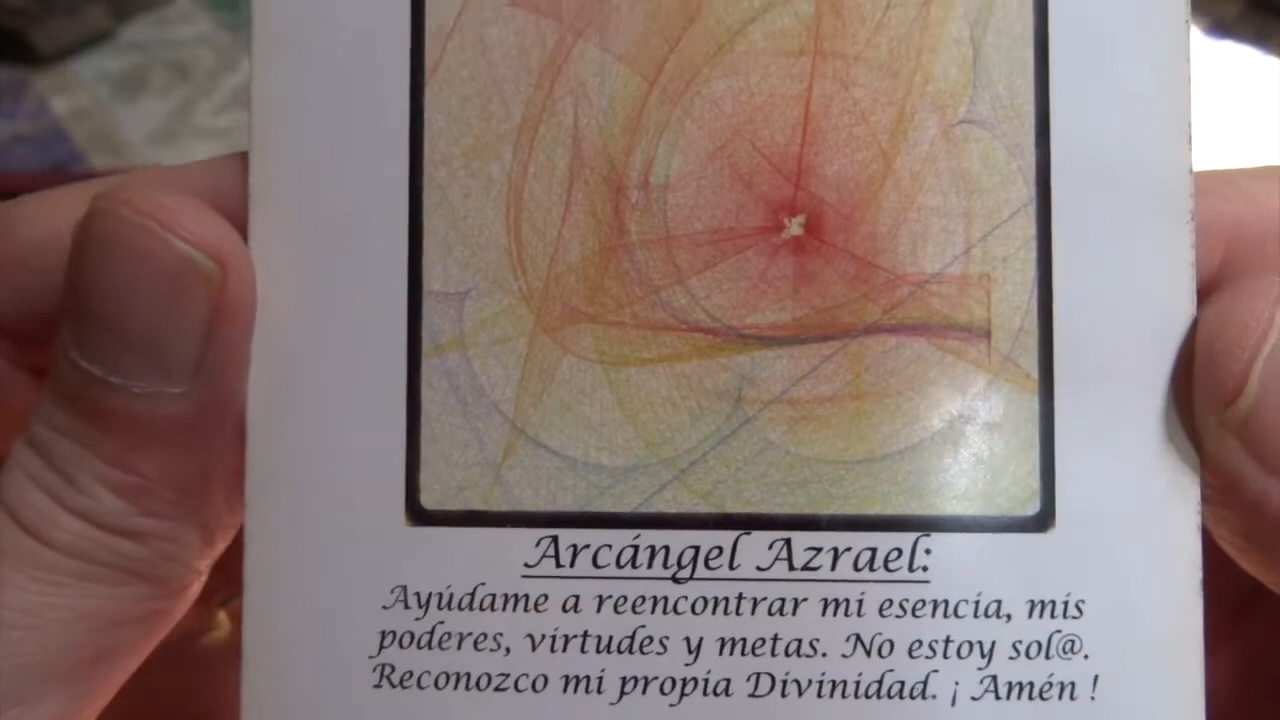 Arcángel Azrael:
Ayúdame a reencontrar mi esencia, mis
poderes, virtudes y metas. No estoy sol@.
Reconozco mi propia Divinidad. ¡ Amén !